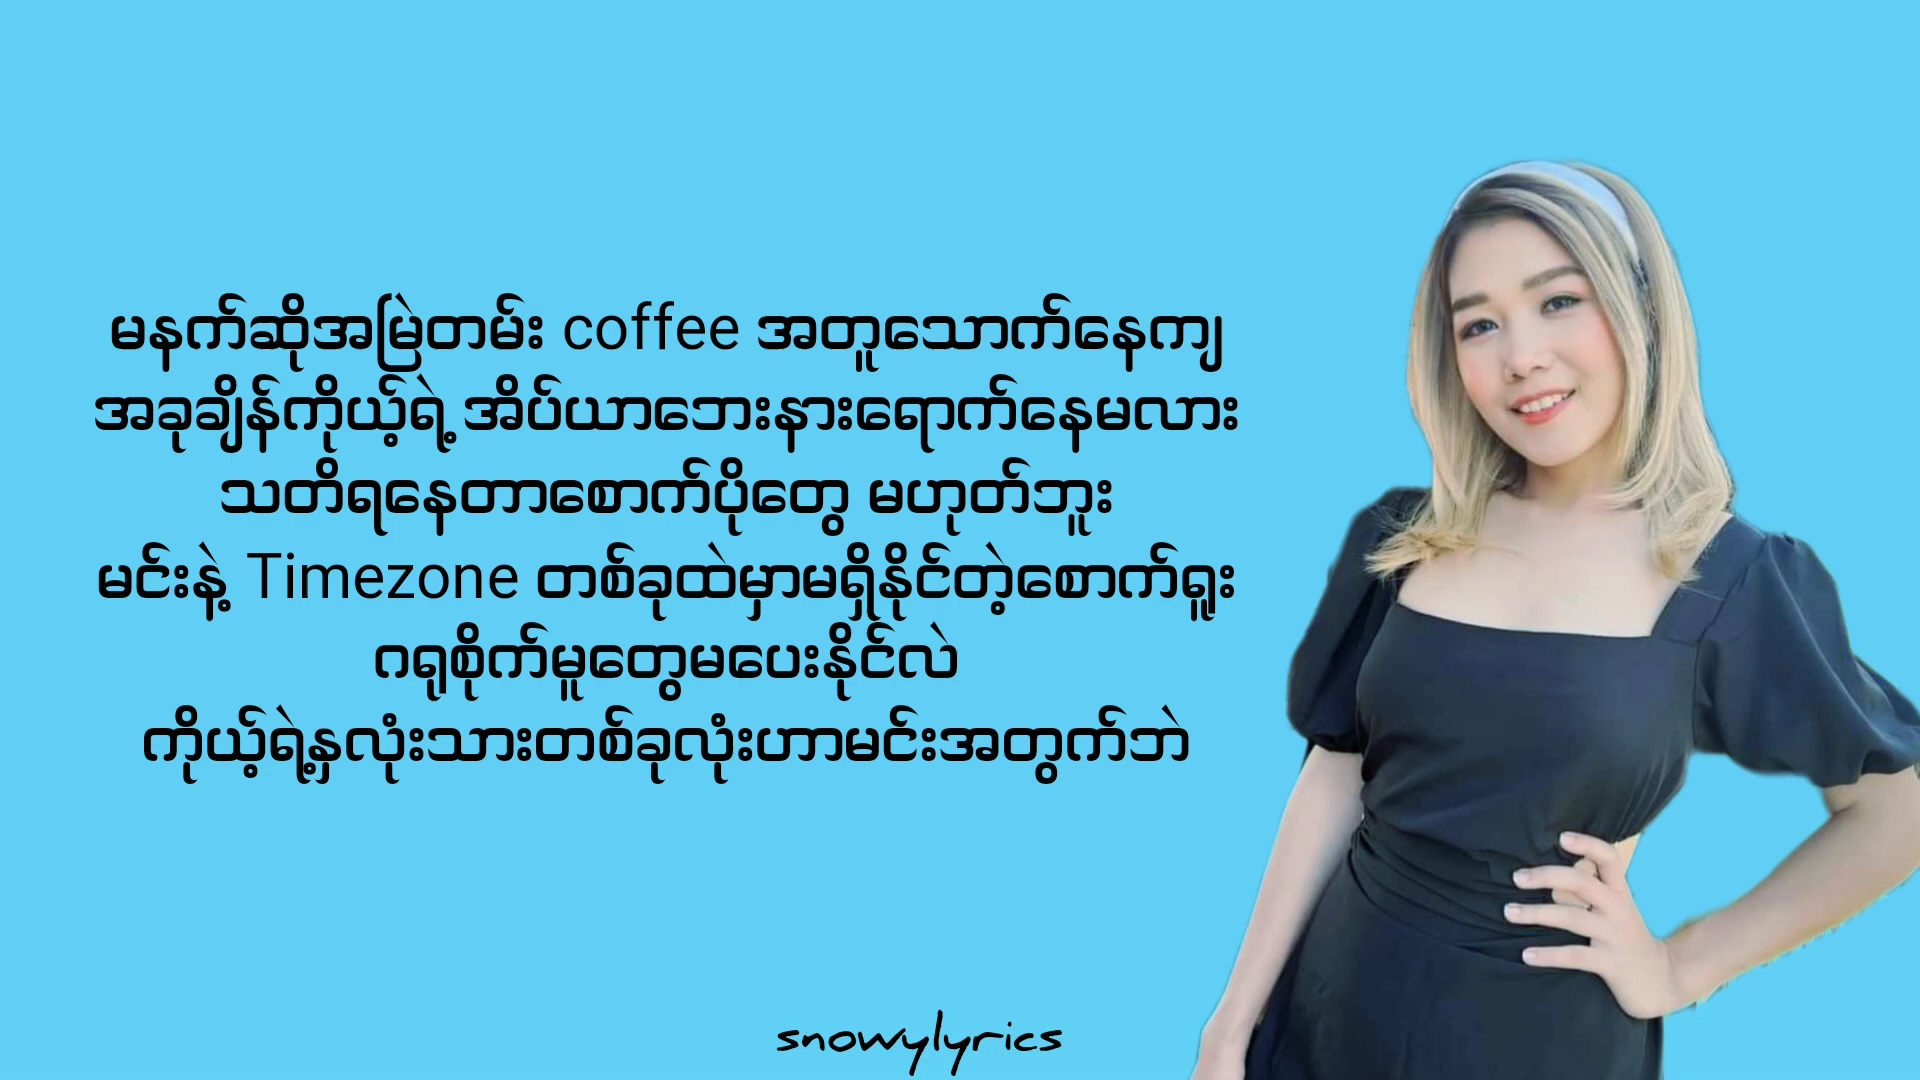 မနက်ဆိုအမြဲတမ်း coffee အတူသောက်နေကျ
အခုချိန်ကိုယ့်ရဲ့ အိပ်ယာဘေးနားရောက်နေမလား
သတိရနေတာစောက်ပိုတွေ မဟုတ်ဘူး
မင်းနဲ့ Timezone တစ်ခုထဲမှာမရှိနိုင်တဲ့စောက်ရူး
ဂရုစိုက်မူတွေမပေးနိုင်လဲ
ကိုယ့်ရဲ့နှလုံးသားတစ်ခုလုံးဟာမင်းအတွက်ဘဲ
snowylyrics